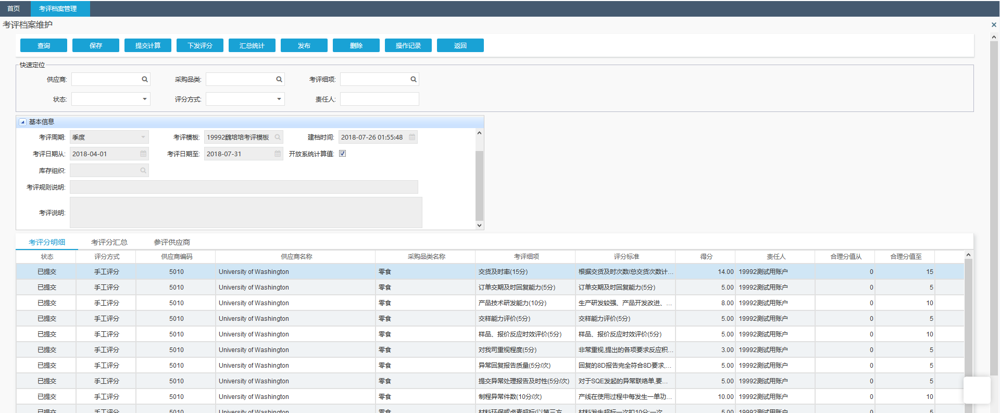 首页 考评档案管理
考评档案维护
查询 保存 提交计算 下发评分 汇总统计 发布 删除 操作记录 返回
快速定位
供应商: 采购品类: 考评细项:
状态: 评分方式: 责任人:
基本信息
考评周期: 季度 考评模板: 19992魏培培考评模板 建档时间: 2018-07-26 01:55:48
考评日期从: 2018-04-01 考评日期至: 2018-07-31 开放系统计算值:
库存组织:
考评规则说明:
考评说明:
考评分明细 考评分汇总 参评供应商
状态 评分方式 供应商编码 供应商名称 采购品类名称 考评细项 评分标准 得分 责任人 合理分值从 合理分值至
已提交 手工评分 5010 University of Washington 零食 交货及时率(15分) 根据交货及时次数/总交货次数计... 14.00 19992测试用账户 0 15
已提交 手工评分 5010 University of Washington 零食 订单交期及时回复能力(5分) 订单交期及时回复能力(5分) 5.00 19992测试用账户 0 5
已提交 手工评分 5010 University of Washington 零食 产品技术研发能力(10分) 生产研发较强、产品开发改进、... 8.00 19992测试用账户 0 10
已提交 手工评分 5010 University of Washington 零食 交样能力评价(5分) 交样能力评价(5分) 5.00 19992测试用账户 0 5
已提交 手工评分 5010 University of Washington 零食 样品、报价反应时效评价(5分) 样品、报价反应时效评价(5分) 5.00 19992测试用账户 0 10
已提交 手工评分 5010 University of Washington 零食 对我司重视程度(5分) 非常重视,提出的各项要求反应积... 3.00 19992测试用账户 0 5
已提交 手工评分 5010 University of Washington 零食 异常回复报告质量(5分/次) 回复的8D报告完全符合8D要求,... 5.00 19992测试用账户 0 5
已提交 手工评分 5010 University of Washington 零食 提交异常处理报告及时性(5分/次) 对于SQE发起的异常联络单,要... 5.00 19992测试用账户 0 5
已提交 手工评分 5010 University of Washington 零食 制程异常件数(10分/次) 产线在使用过程中每发生一单功... 10.00 19992测试用账户 0 10
已提交 手工评分 5010 University of Washington 零食 材料环保或卤素超标(以第三方... 材料发生超标一次扣10分;一次... 5.00 19992测试用账户 0 5